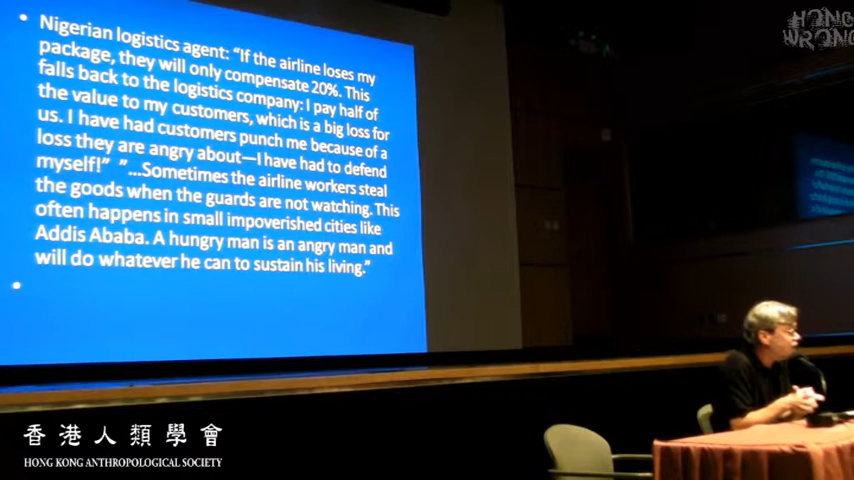 HONG
WRONG
• Nigerian logistics agent: “If the airline loses my
package, they will only compensate 20%. This
falls back to the logistics company: I pay half of
the value to my customers, which is a big loss for
us. I have had customers punch me because of a
loss they are angry about—I have had to defend
myself!” ”...Sometimes the airline workers steal
the goods when the guards are not watching. This
often happens in small impoverished cities like
Addis Ababa. A hungry man is an angry man and
will do whatever he can to sustain his living.”
•
香港人類學會
HONG KONG ANTHROPOLOGICAL SOCIETY